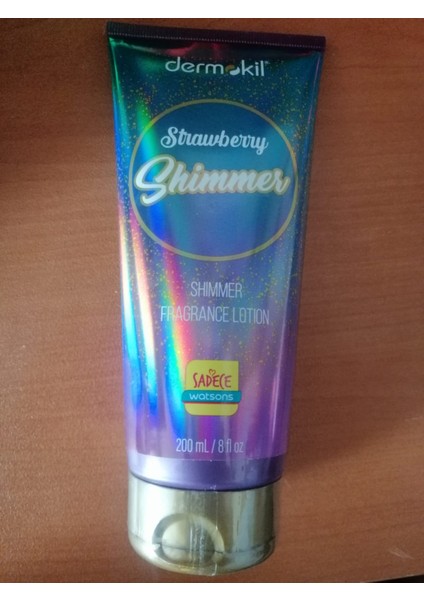 dermokil
Strawberry
Shimmer
SHIMMER
FRAGRANCE LOTION
SADECE
watsons
200 mL / 8 fl oz